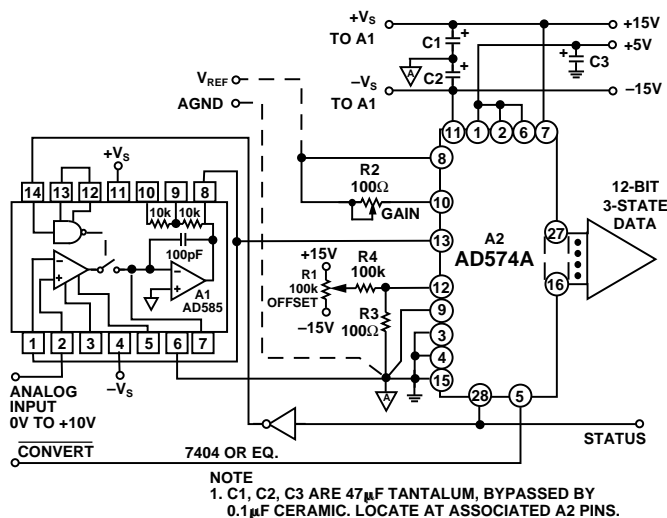 +VS
TO A1
+15V
+5V
C1
C2
C3
A
–VS
TO A1
–15V
VREF
AGND
11 1 2 6 7
+VS
8
R2
100Ω
GAIN
10
14 13 12 11 10 9 8
10k 10k
100pF
A1
AD585
13
A2
AD574A
12-BIT
3-STATE
DATA
27
16
+15V
R1
100k
OFFSET
–15V
R4
100k
R3
100Ω
12
9
3
4
15
A
1 2 3 4 5 6 7
–VS
28 5
ANALOG
INPUT
0V TO +10V
CONVERT
7404 OR EQ.
STATUS
NOTE
1. C1, C2, C3 ARE 47µF TANTALUM, BYPASSED BY
0.1µF CERAMIC. LOCATE AT ASSOCIATED A2 PINS.